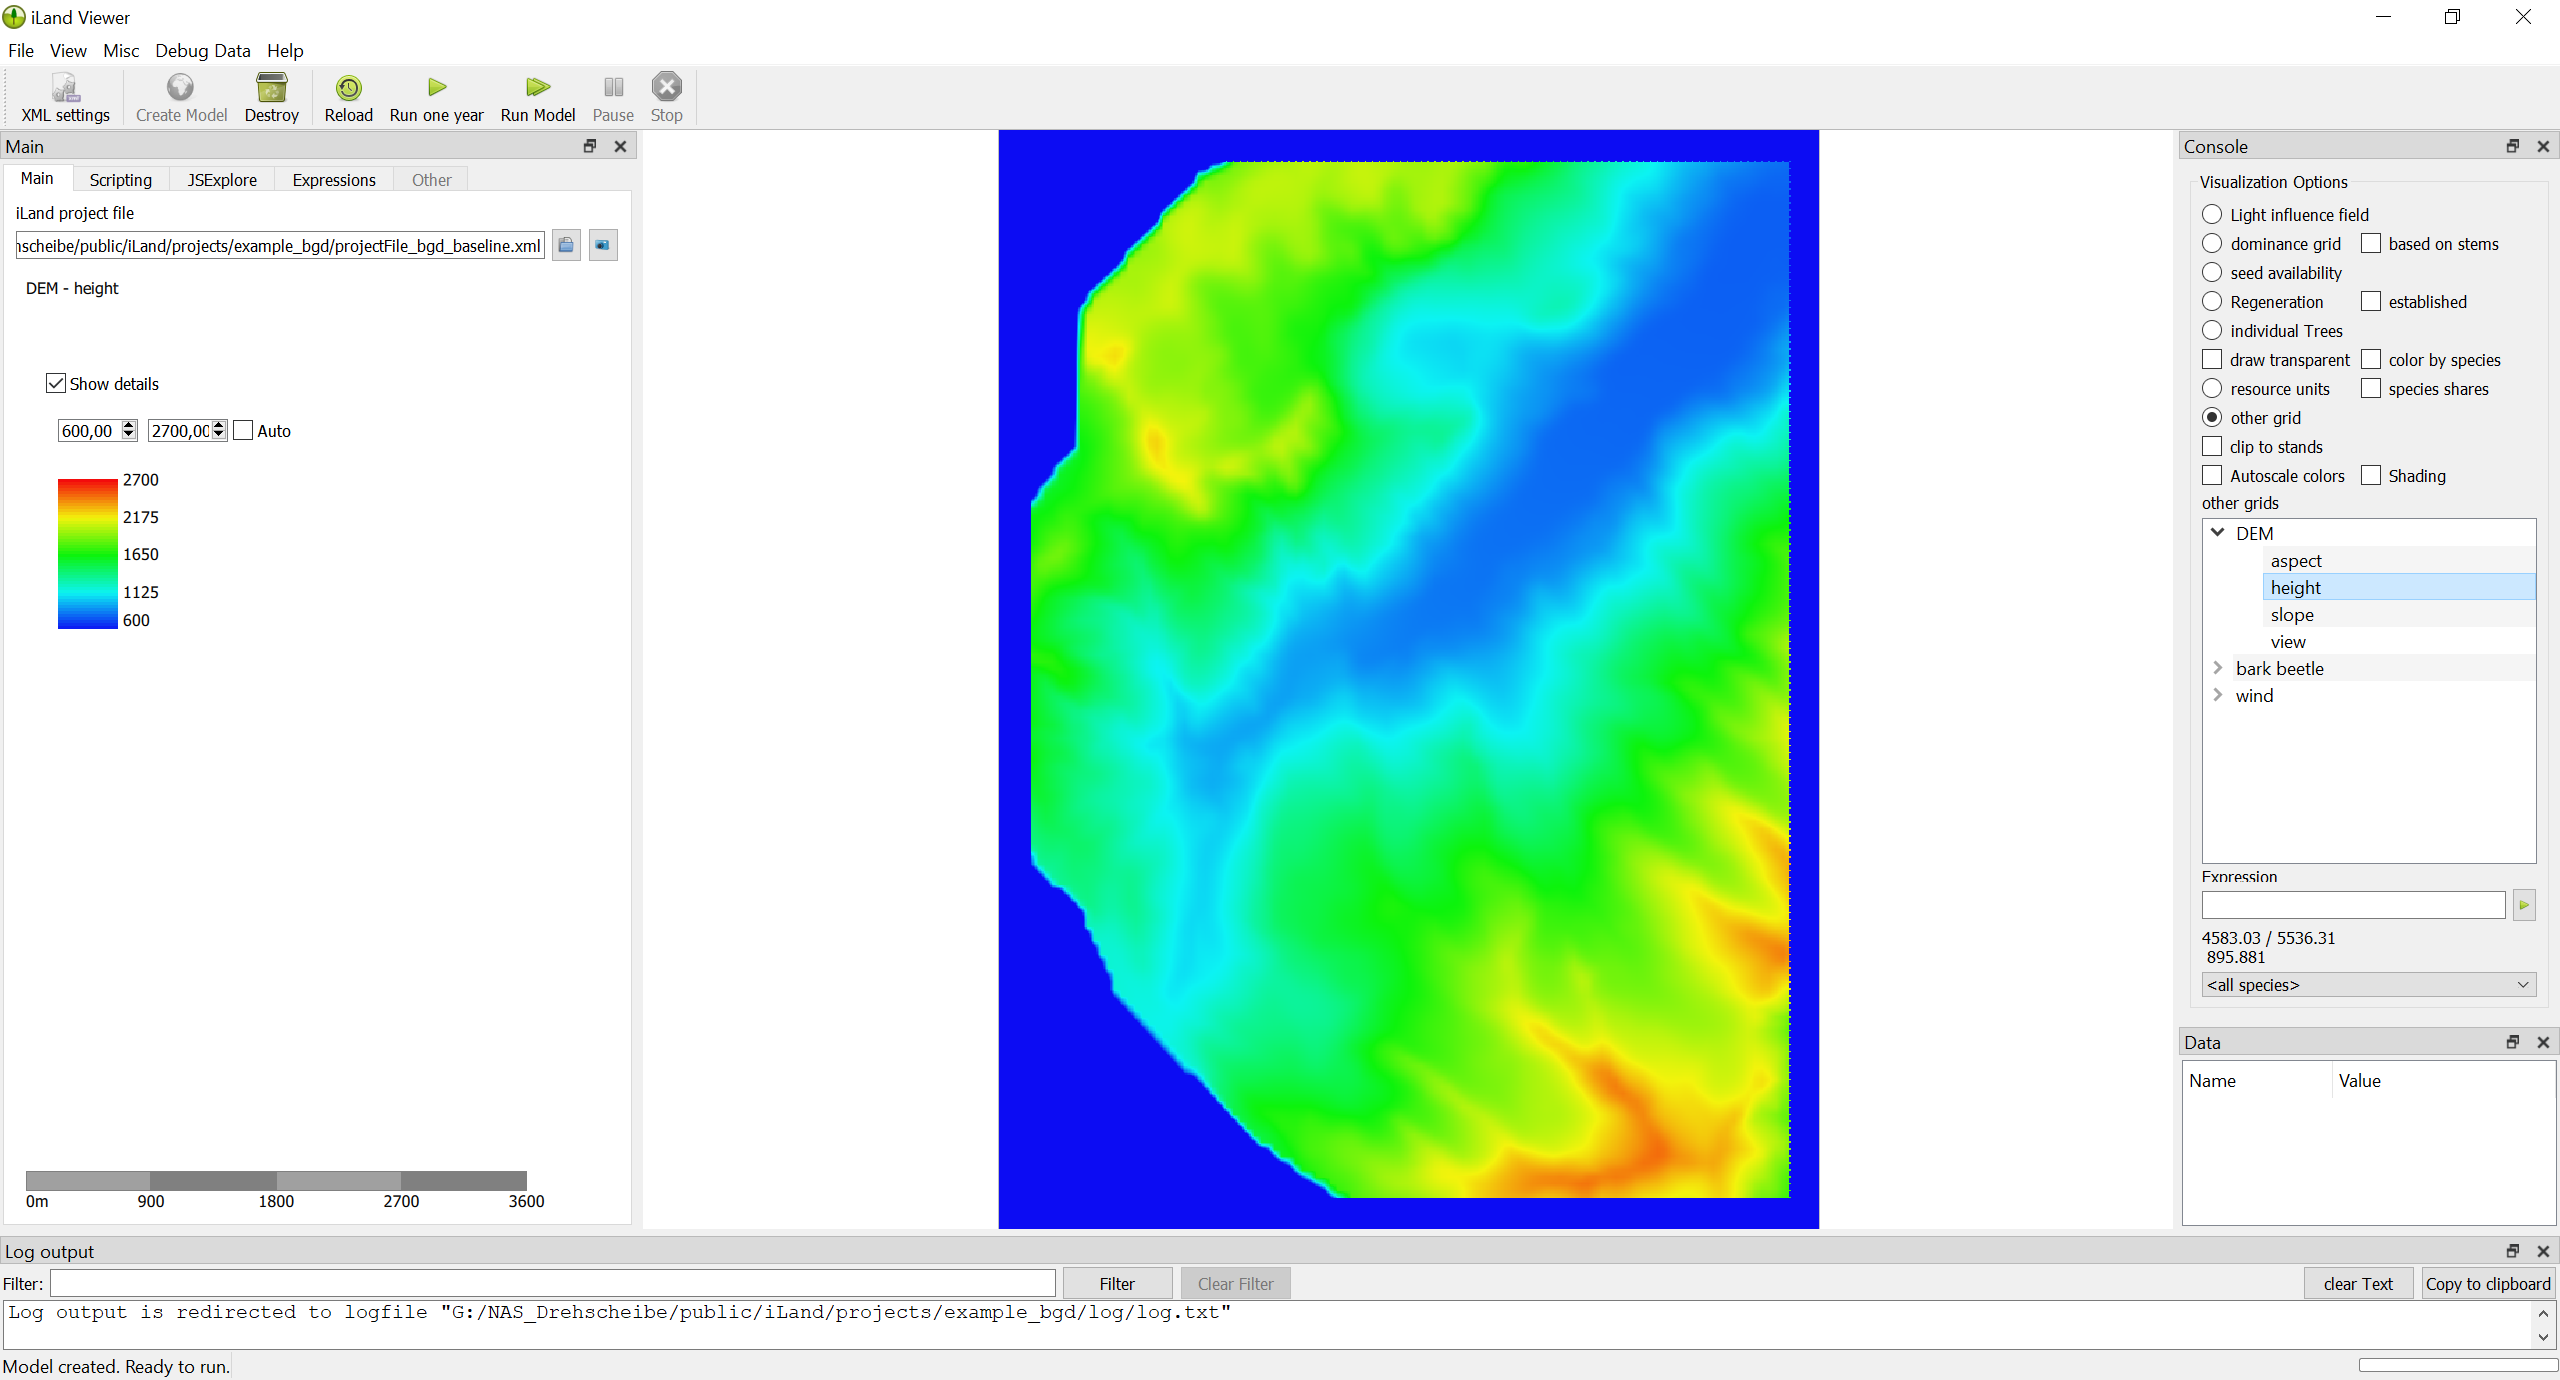 iLand Viewer
File View Misc Debug Data Help
XML settings Create Model Destroy Reload Run one year Run Model Pause Stop
Main
Main Scripting JSExplore Expressions Other
iLand project file
ıscheibe/public/iLand/projects/example_bgd/projectFile_bgd_baseline.xml
DEM - height
Show details
600,00 2700,00 Auto
2700
2175
1650
1125
600
0m 900 1800 2700 3600
Console
Visualization Options
Light influence field
dominance grid based on stems
seed availability
Regeneration established
individual Trees
draw transparent color by species
resource units species shares
other grid
clip to stands
Autoscale colors Shading
other grids
DEM
aspect
height
slope
view
bark beetle
wind
Expression
4583.03 / 5536.31
895.881
<all species>
Data
Name Value
Log output
Filter: Filter Clear Filter clear Text Copy to clipboard
Log output is redirected to logfile "G:/NAS_Drehscheibe/public/iLand/projects/example_bgd/log/log.txt"
Model created. Ready to run.